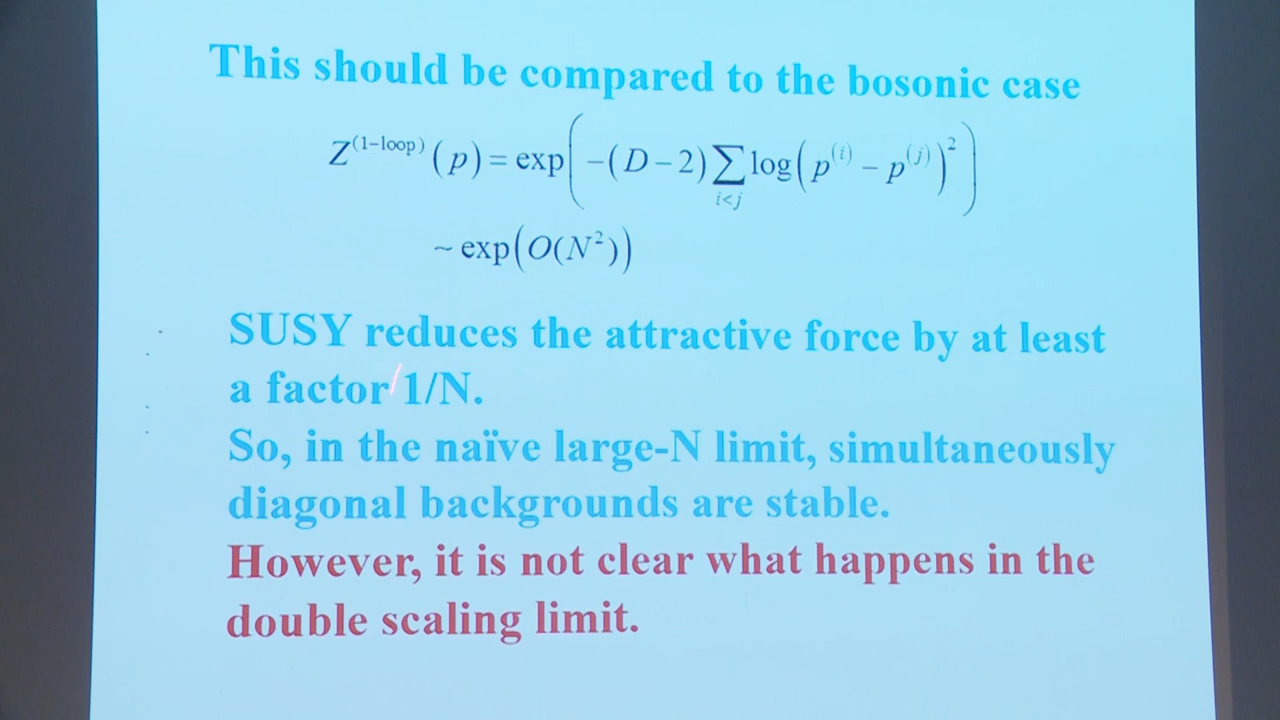 This should be compared to the bosonic case
Z^(1−loop) (p) = exp( −(D−2) ∑_{i<j} log( p^(i) − p^(j) )^2 )
~ exp(O(N^2))
SUSY reduces the attractive force by at least
a factor 1/N.
So, in the naïve large-N limit, simultaneously
diagonal backgrounds are stable.
However, it is not clear what happens in the
double scaling limit.